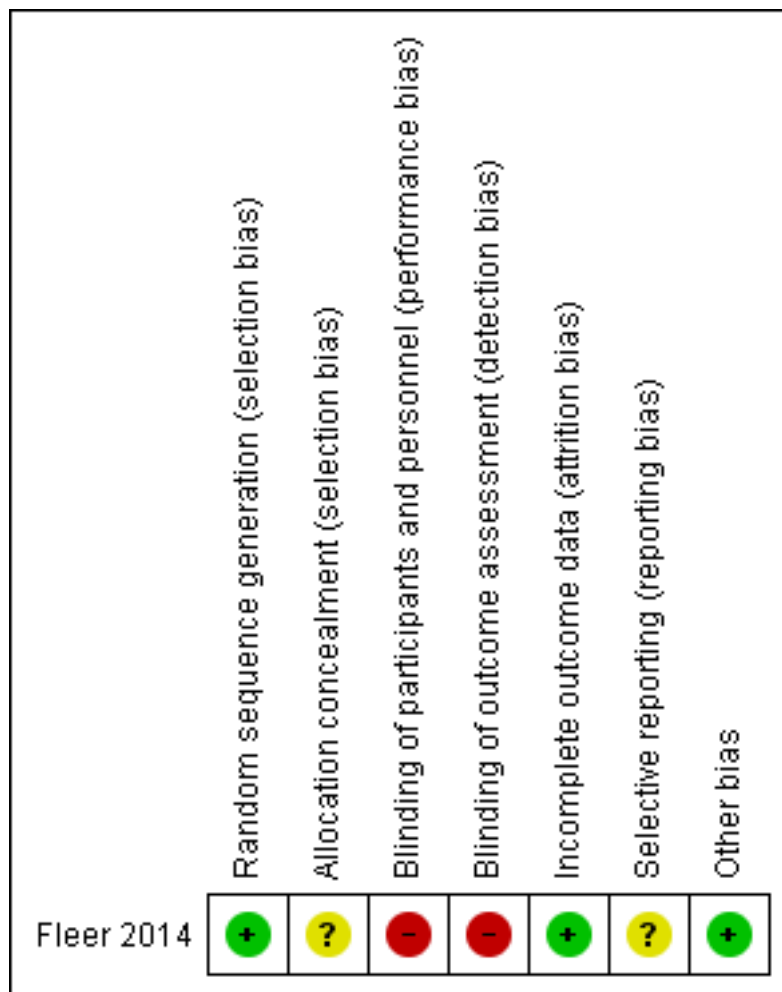 Random sequence generation (selection bias)
Allocation concealment (selection bias)
Blinding of participants and personnel (performance bias)
Blinding of outcome assessment (detection bias)
Incomplete outcome data (attrition bias)
Selective reporting (reporting bias)
Other bias
Fleer 2014 + ? - - + ? +